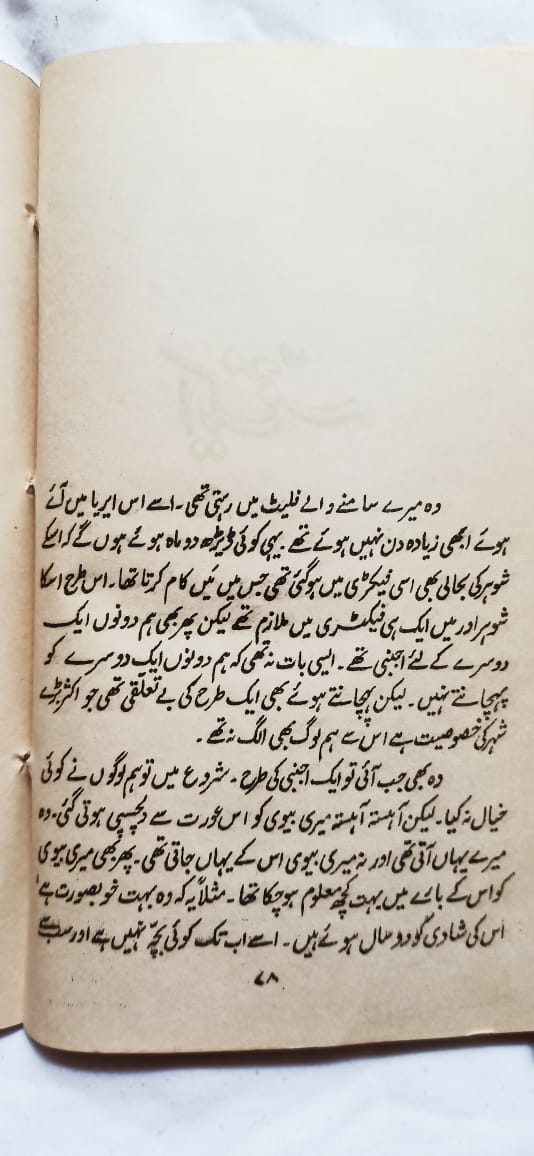 وہ میرے سامنے والے فلیٹ میں رہتی تھی۔ اسے اس ایریا میں آئے
ہوئے ابھی زیادہ دن نہیں ہوئے تھے۔ یہی کوئی ڈیڑھ دو ماہ ہوئے ہوں گے کہ اسکے
شوہر کی بحالی بھی اسی فیکٹری میں ہوگئی تھی جس میں مَیں کام کرتا تھا۔ اس طرح اسکا
شوہر اور میں ایک ہی فیکٹری میں ملازم تھے لیکن پھر بھی ہم دونوں ایک
دوسرے کے لئے اجنبی تھے۔ ایسی بات نہ تھی کہ ہم دونوں ایک دوسرے کو
پہچانتے نہیں۔ لیکن پہچانتے ہوئے بھی ایک طرح کی بے تعلقی تھی جو اکثر بڑے
شہر کی خصوصیت ہے اس سے ہم لوگ بھی الگ نہ تھے۔
وہ بھی جب آئی تو ایک اجنبی کی طرح۔ شروع میں تو ہم لوگوں نے کوئی
خیال نہ کیا۔ لیکن آہستہ آہستہ میری بیوی کو اس عورت سے دلچسپی ہوتی گئی۔ وہ
میرے یہاں آتی تھی اور نہ میری بیوی اس کے یہاں جاتی تھی۔ پھر بھی میری بیوی
کو اس کے بارے میں بہت کچھ معلوم ہو چکا تھا۔ مثلاً یہ کہ وہ بہت خوبصورت ہے،
اس کی شادی کو دو سال ہوئے ہیں۔ اسے اب تک کوئی بچّہ نہیں ہے اور سب سے
۷۸